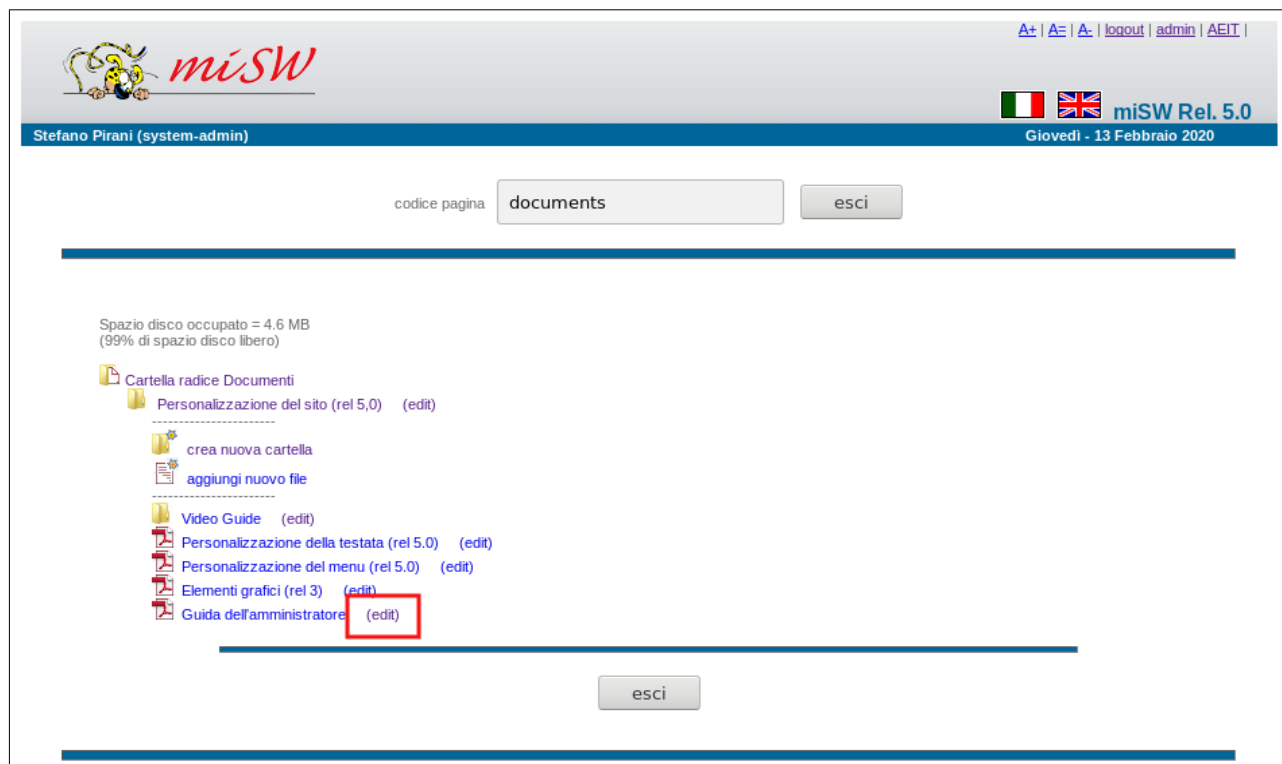 A+ | A= | A- | logout | admin | AEIT |
miSW
miSW Rel. 5.0
Stefano Pirani (system-admin)
Giovedì - 13 Febbraio 2020
codice pagina documents esci
Spazio disco occupato = 4.6 MB
(99% di spazio disco libero)
Cartella radice Documenti
Personalizzazione del sito (rel 5,0) (edit)
-----------------------
crea nuova cartella
aggiungi nuovo file
-----------------------
Video Guide (edit)
Personalizzazione della testata (rel 5.0) (edit)
Personalizzazione del menu (rel 5.0) (edit)
Elementi grafici (rel 3) (edit)
Guida dell'amministratore (edit)
esci